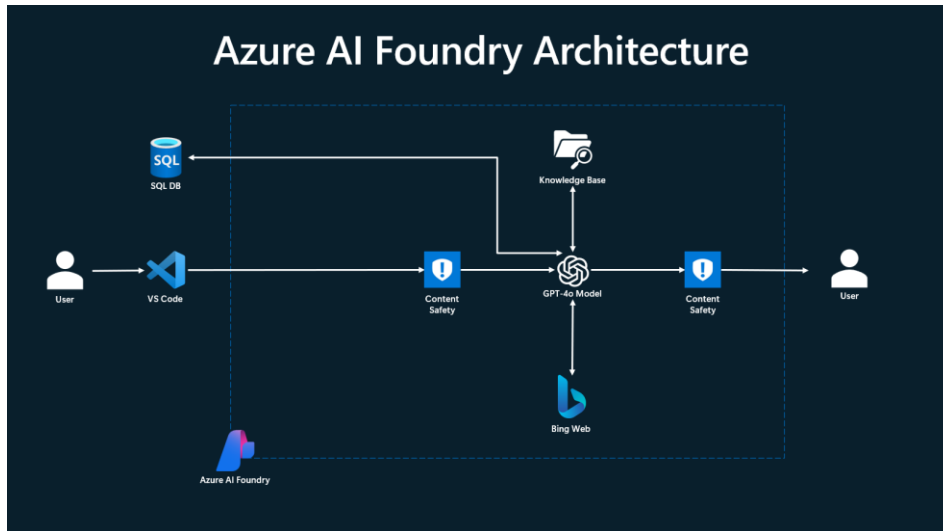 Azure AI Foundry Architecture
SQL
SQL DB
Knowledge Base
User
VS Code
Content
Safety
GPT-4o Model
Content
Safety
User
Bing Web
Azure AI Foundry